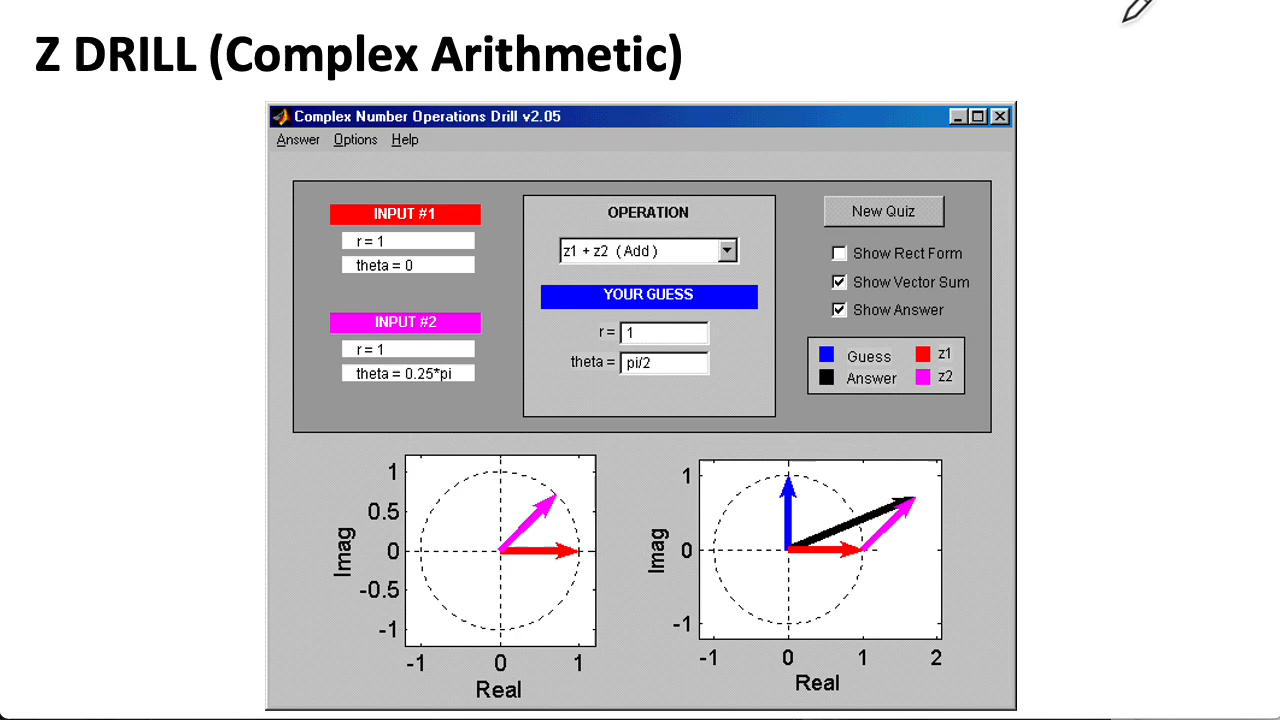 Z DRILL (Complex Arithmetic)
Complex Number Operations Drill v2.05
Answer Options Help
INPUT #1
r = 1
theta = 0
INPUT #2
r = 1
theta = 0.25*pi
OPERATION
z1 + z2 ( Add )
YOUR GUESS
r = 1
theta = pi/2
New Quiz
Show Rect Form
Show Vector Sum
Show Answer
Guess z1
Answer z2
1
0.5
0
-0.5
-1
Imag
-1 0 1
Real
1
0
-1
Imag
-1 0 1 2
Real